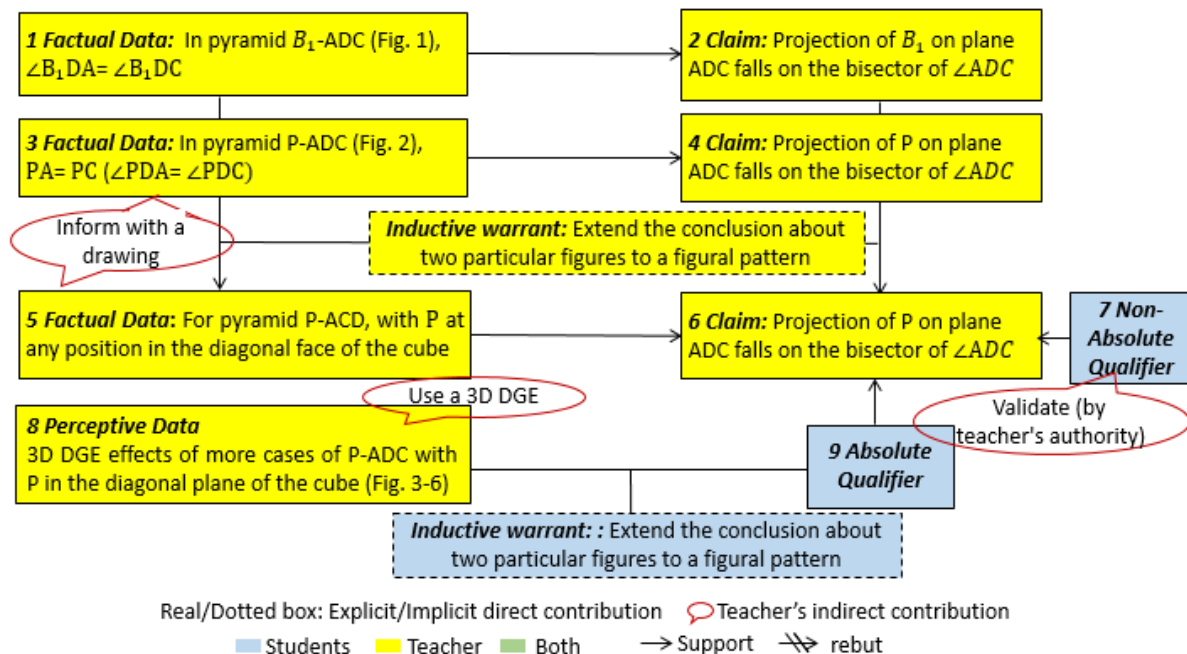 1 Factual Data: In pyramid B₁-ADC (Fig. 1),
∠B₁DA= ∠B₁DC
2 Claim: Projection of B₁ on plane
ADC falls on the bisector of ∠ADC
3 Factual Data: In pyramid P-ADC (Fig. 2),
PA= PC (∠PDA= ∠PDC)
4 Claim: Projection of P on plane
ADC falls on the bisector of ∠ADC
Inform with a
drawing
Inductive warrant: Extend the conclusion about
two particular figures to a figural pattern
5 Factual Data: For pyramid P-ACD, with P at
any position in the diagonal face of the cube
6 Claim: Projection of P on plane
ADC falls on the bisector of ∠ADC
7 Non-
Absolute
Qualifier
Use a 3D DGE
Validate (by
teacher's authority)
8 Perceptive Data
3D DGE effects of more cases of P-ADC with
P in the diagonal plane of the cube (Fig. 3-6)
9 Absolute
Qualifier
Inductive warrant: : Extend the conclusion about
two particular figures to a figural pattern
Real/Dotted box: Explicit/Implicit direct contribution Teacher's indirect contribution
Students Teacher Both Support rebut